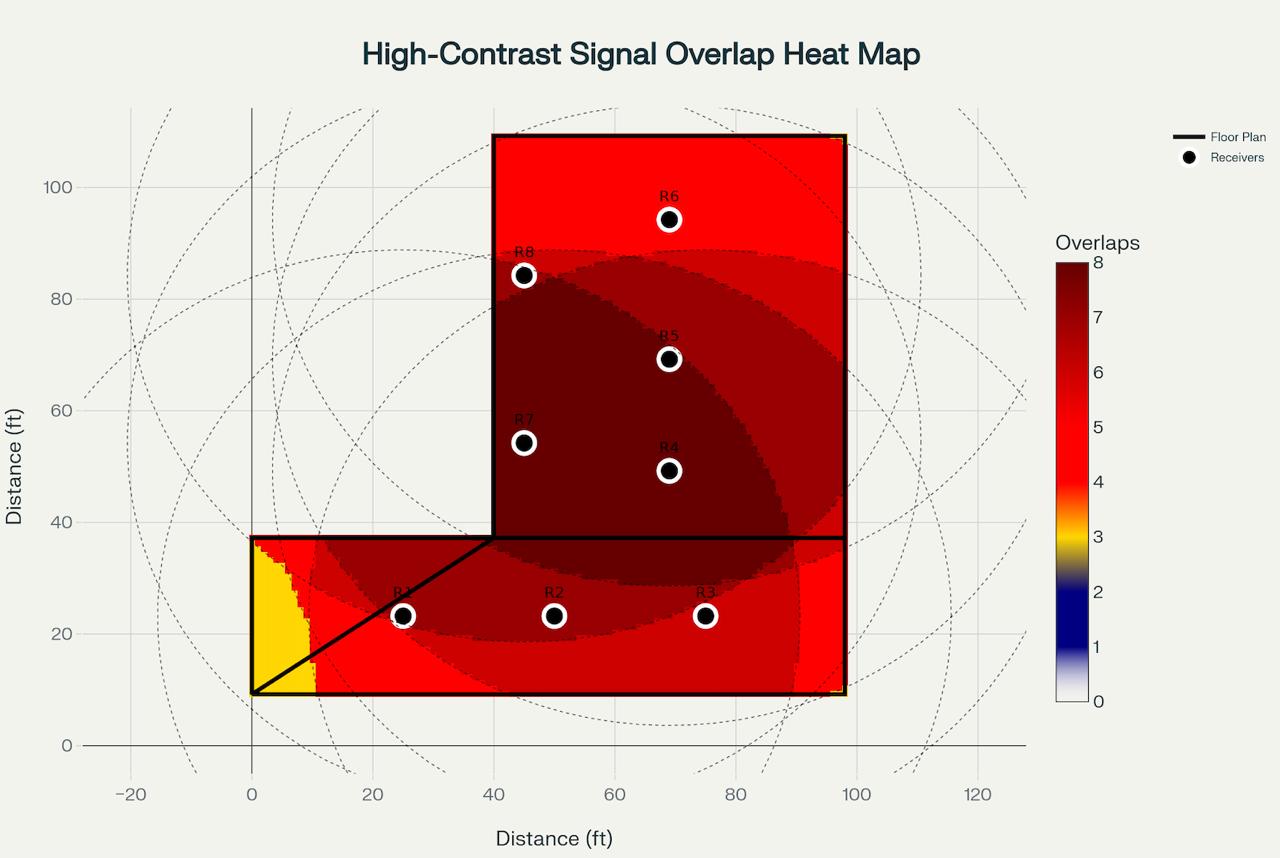 High-Contrast Signal Overlap Heat Map
Floor Plan
Receivers
Overlaps
8
7
6
5
4
3
2
1
0
Distance (ft)
100
80
60
40
20
0
R6
R8
R5
R7
R4
R1
R2
R3
−20
0
20
40
60
80
100
120
Distance (ft)